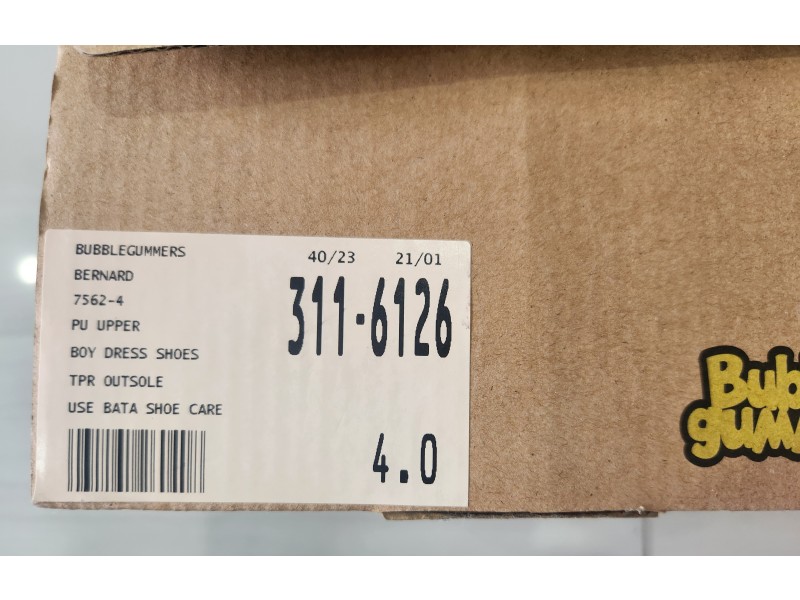 BUBBLEGUMMERS
BERNARD
7562-4
PU UPPER
BOY DRESS SHOES
TPR OUTSOLE
USE BATA SHOE CARE
40/23 21/01
311-6126
4.0